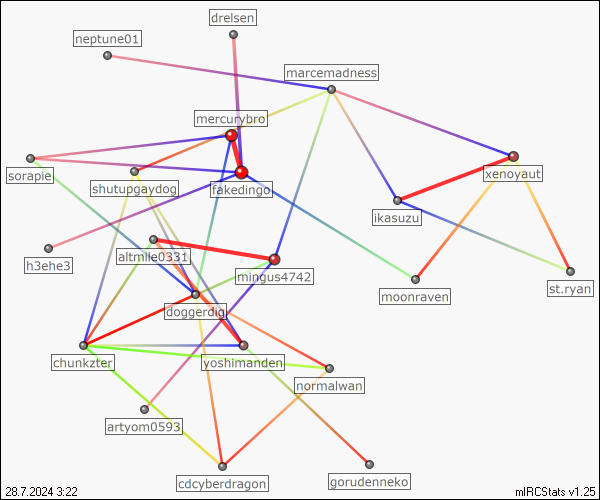 drelsen
neptune01
marcemadness
mercurybro
xenoyaut
sorapie
shutupgaydog
fakedingo
ikasuzu
h3ehe3
altmile0331
mingus4742
moonraven
st.ryan
doggerdig
chunkzter
yoshimanden
normalwan
artyom0593
cdcyberdragon
gorudenneko
28.7.2024 3:22
mIRCStats v1.25